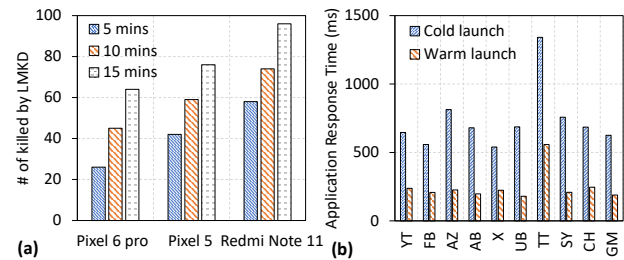 # of killed by LMKD
100
80
60
40
20
0
5 mins
10 mins
15 mins
Pixel 6 pro
Pixel 5
Redmi Note 11
(a)
Application Response Time (ms)
1500
1000
500
0
Cold launch
Warm launch
YT
FB
AZ
AB
X
UB
TT
SY
CH
GM
(b)